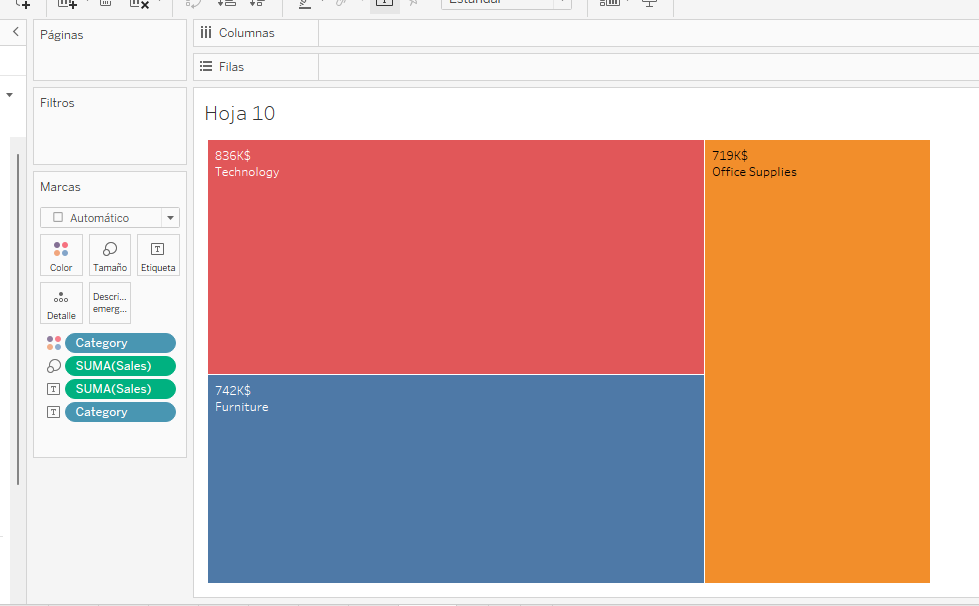 Estándar
Páginas
Columnas
Filas
Filtros
Hoja 10
Marcas
Automático
Color
Tamaño
Etiqueta
Detalle
Descri...
emerg...
Category
SUMA(Sales)
SUMA(Sales)
Category
836K$
Technology
742K$
Furniture
719K$
Office Supplies